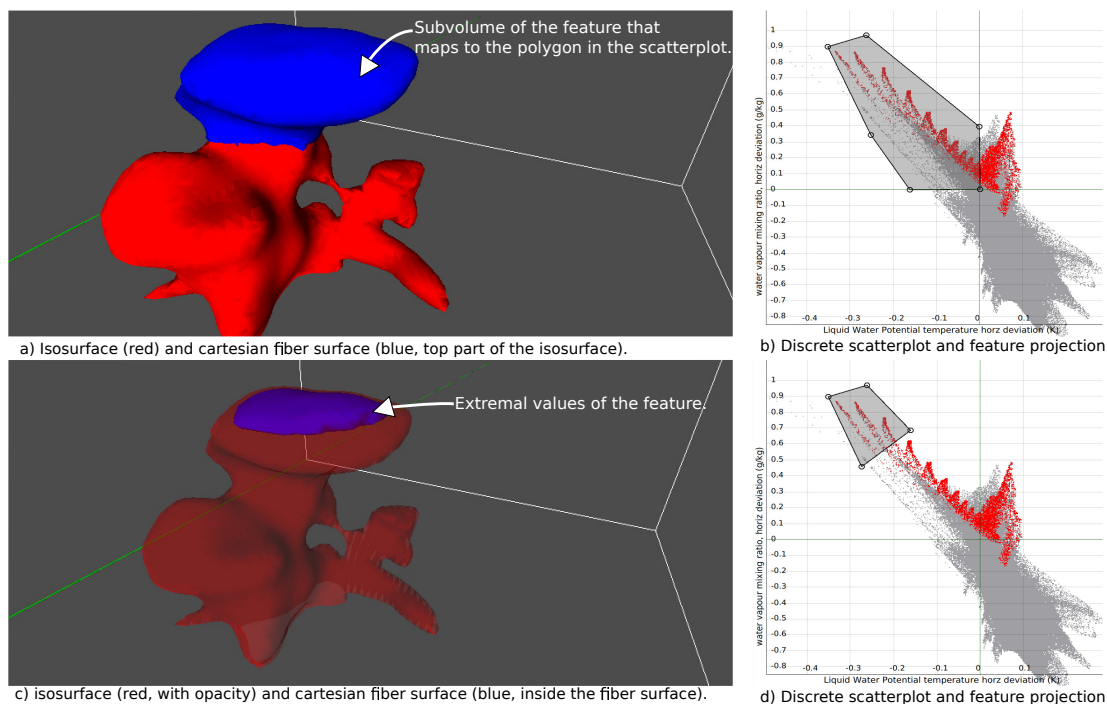 Subvolume of the feature that
maps to the polygon in the scatterplot.
a) Isosurface (red) and cartesian fiber surface (blue, top part of the isosurface).
1
0.9
0.8
0.7
0.6
0.5
0.4
0.3
0.2
0.1
0
-0.1
-0.2
-0.3
-0.4
-0.5
-0.6
-0.7
-0.8
water vapour mixing ratio, horiz deviation (g/kg)
-0.4 -0.3 -0.2 -0.1 0 0.1
Liquid Water Potential temperature horz deviation (K)
b) Discrete scatterplot and feature projection
Extremal values of the feature.
c) isosurface (red, with opacity) and cartesian fiber surface (blue, inside the fiber surface).
1
0.9
0.8
0.7
0.6
0.5
0.4
0.3
0.2
0.1
0
-0.1
-0.2
-0.3
-0.4
-0.5
-0.6
-0.7
-0.8
water vapour mixing ratio, horiz deviation (g/kg)
-0.4 -0.3 -0.2 -0.1 0 0.1
Liquid Water Potential temperature horz deviation (K)
d) Discrete scatterplot and feature projection